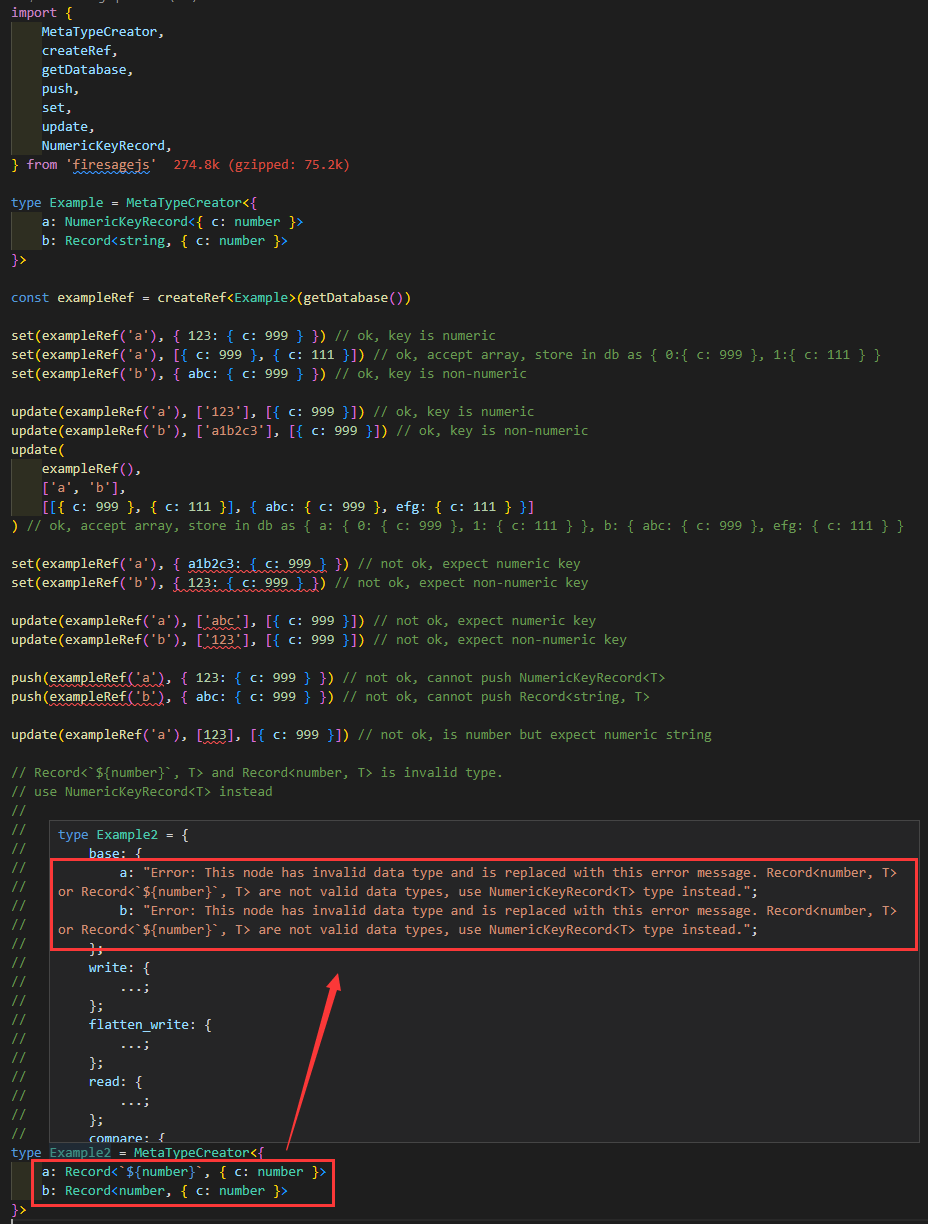 import {
    MetaTypeCreator,
    createRef,
    getDatabase,
    push,
    set,
    update,
    NumericKeyRecord,
} from 'firesagejs'  274.8k (gzipped: 75.2k)
type Example = MetaTypeCreator<{
    a: NumericKeyRecord<{ c: number }>
    b: Record<string, { c: number }>
}>
const exampleRef = createRef<Example>(getDatabase())
set(exampleRef('a'), { 123: { c: 999 } }) // ok, key is numeric
set(exampleRef('a'), [{ c: 999 }, { c: 111 }]) // ok, accept array, store in db as { 0:{ c: 999 }, 1:{ c: 111 } }
set(exampleRef('b'), { abc: { c: 999 } }) // ok, key is non-numeric
update(exampleRef('a'), ['123'], [{ c: 999 }]) // ok, key is numeric
update(exampleRef('b'), ['a1b2c3'], [{ c: 999 }]) // ok, key is non-numeric
update(
    exampleRef(),
    ['a', 'b'],
    [[{ c: 999 }, { c: 111 }], { abc: { c: 999 }, efg: { c: 111 } }]
) // ok, accept array, store in db as { a: { 0: { c: 999 }, 1: { c: 111 } }, b: { abc: { c: 999 }, efg: { c: 111 } }
set(exampleRef('a'), { a1b2c3: { c: 999 } }) // not ok, expect numeric key
set(exampleRef('b'), { 123: { c: 999 } }) // not ok, expect non-numeric key
update(exampleRef('a'), ['abc'], [{ c: 999 }]) // not ok, expect numeric key
update(exampleRef('b'), ['123'], [{ c: 999 }]) // not ok, expect non-numeric key
push(exampleRef('a'), { 123: { c: 999 } }) // not ok, cannot push NumericKeyRecord<T>
push(exampleRef('b'), { abc: { c: 999 } }) // not ok, cannot push Record<string, T>
update(exampleRef('a'), [123], [{ c: 999 }]) // not ok, is number but expect numeric string
// Record<`${number}`, T> and Record<number, T> is invalid type.
// use NumericKeyRecord<T> instead
//
// type Example2 = {
//     base: {
//         a: "Error: This node has invalid data type and is replaced with this error message. Record<number, T>
// or Record<`${number}`, T> are not valid data types, use NumericKeyRecord<T> type instead.";
//         b: "Error: This node has invalid data type and is replaced with this error message. Record<number, T>
// or Record<`${number}`, T> are not valid data types, use NumericKeyRecord<T> type instead.";
//     };
//     write: {
//         ...;
//     };
//     flatten_write: {
//         ...;
//     };
//     read: {
//         ...;
//     };
//     compare: {
type Example2 = MetaTypeCreator<{
    a: Record<`${number}`, { c: number }>
    b: Record<number, { c: number }>
}>